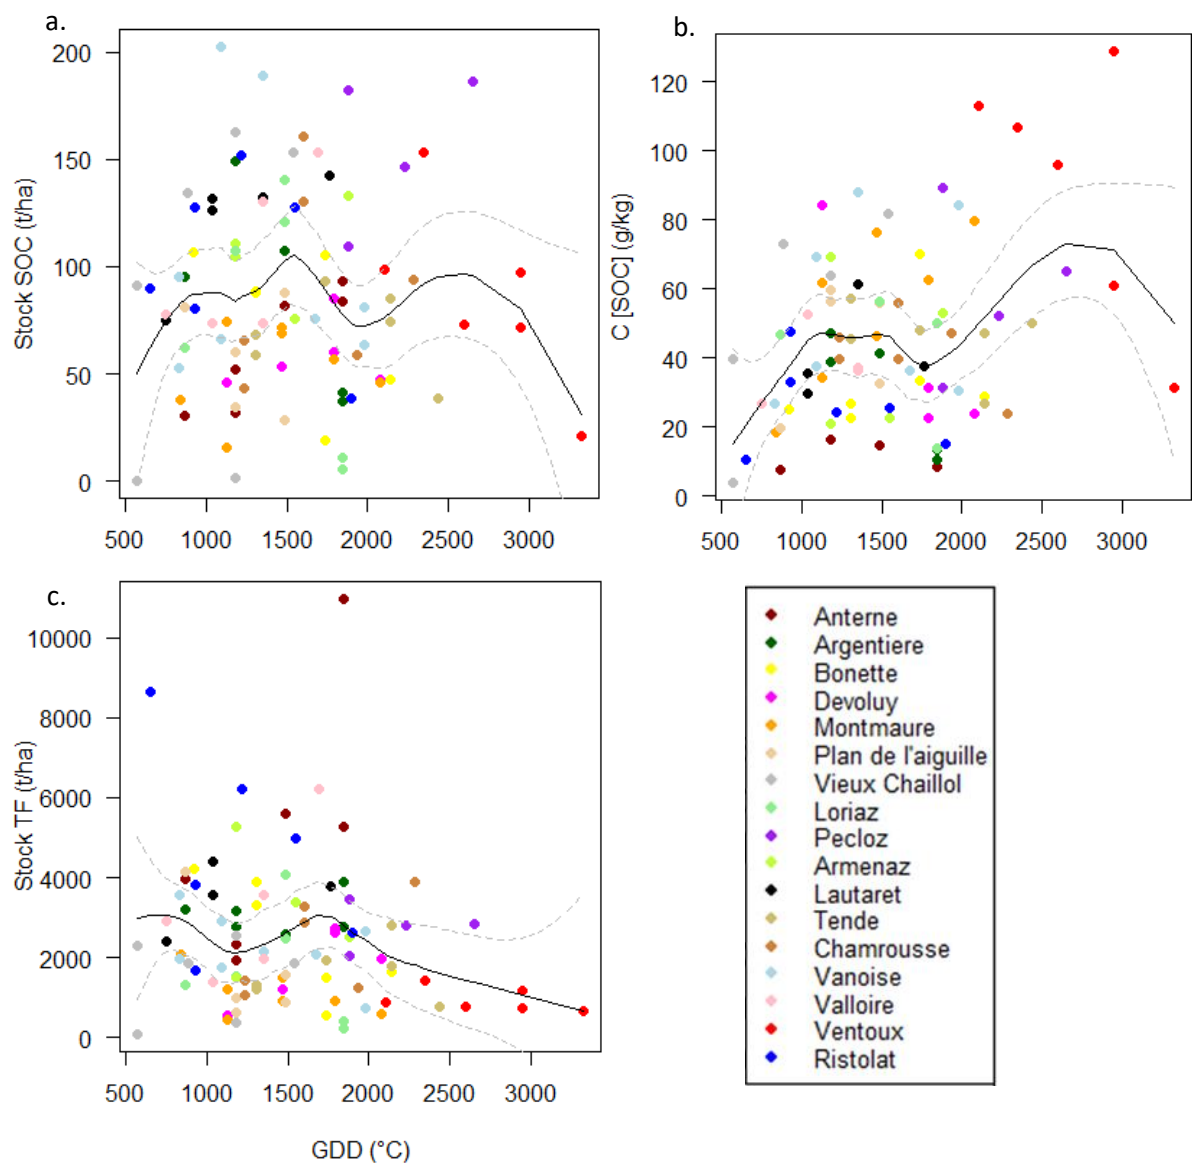 a.
200
150
100
50
0
Stock SOC (t/ha)
500 1000 1500 2000 2500 3000
b.
120
100
80
60
40
20
0
C [SOC] (g/kg)
500 1000 1500 2000 2500 3000
c.
10000
8000
6000
4000
2000
0
Stock TF (t/ha)
500 1000 1500 2000 2500 3000
GDD (°C)
Anterne
Argentiere
Bonette
Devoluy
Montmaure
Plan de l'aiguille
Vieux Chaillol
Loriaz
Pecloz
Armenaz
Lautaret
Tende
Chamrousse
Vanoise
Valloire
Ventoux
Ristolat